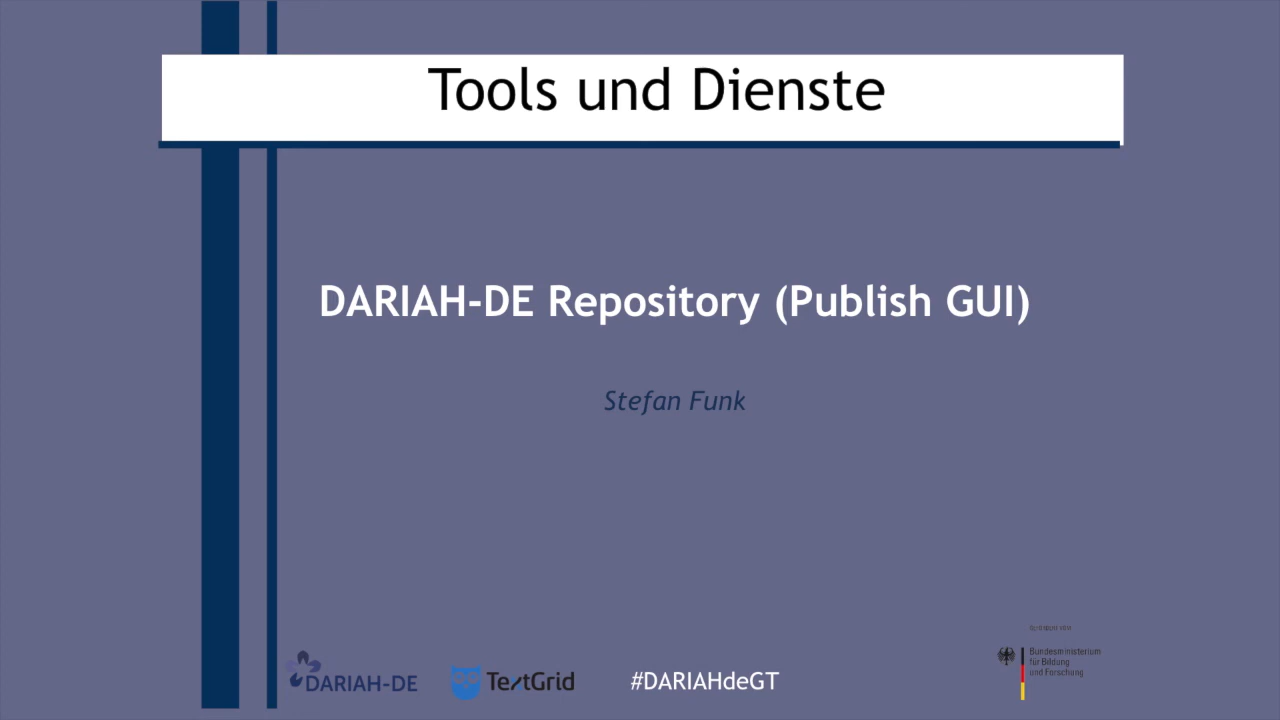 Tools und Dienste
DARIAH-DE Repository (Publish GUI)
Stefan Funk
DARIAH-DE
TextGrid
#DARIAHdeGT
Bundesministerium
für Bildung
und Forschung